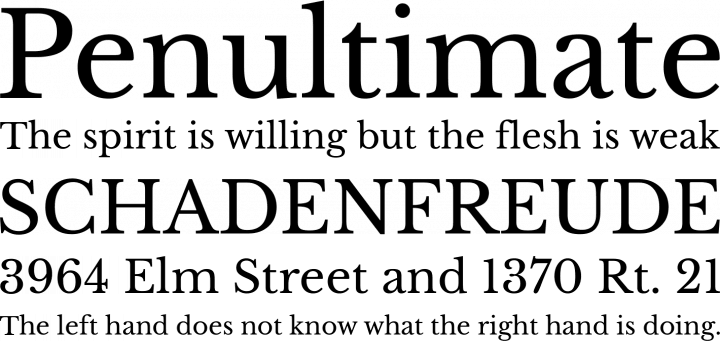 Penultimate
The spirit is willing but the flesh is weak
SCHADENFREUDE
3964 Elm Street and 1370 Rt. 21
The left hand does not know what the right hand is doing.